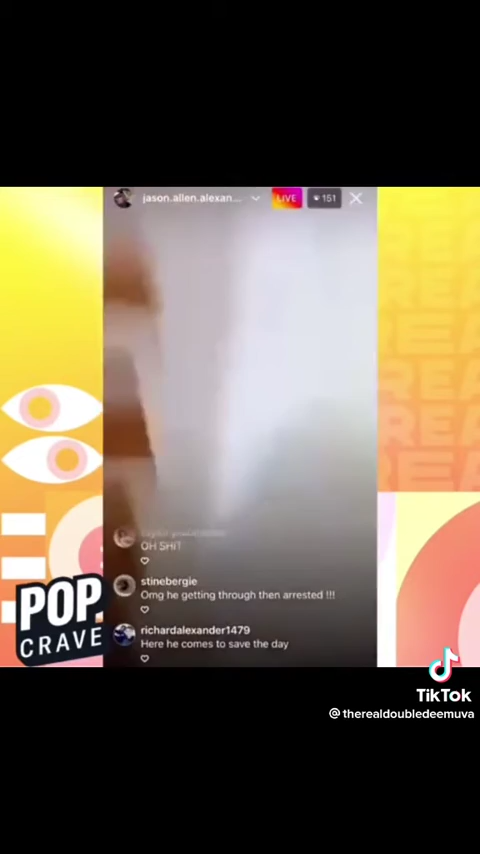 jason.allen.alexan...
LIVE
151
OH SHIT
stinebergie
Omg he getting through then arrested !!!
richardalexander1479
Here he comes to save the day
POP
CRAVE
TikTok
@therealdoubledeemuva